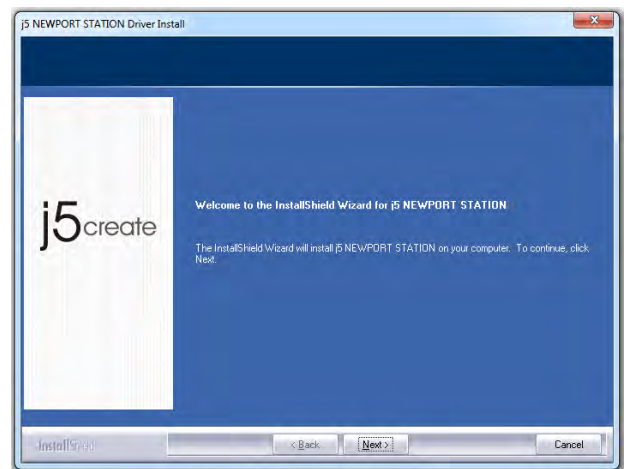 j5 NEWPORT STATION Driver Install
j5create
Welcome to the InstallShield Wizard for j5 NEWPORT STATION
The InstallShield Wizard will install j5 NEWPORT STATION on your computer. To continue, click
Next.
InstallShield
< Back
Next >
Cancel